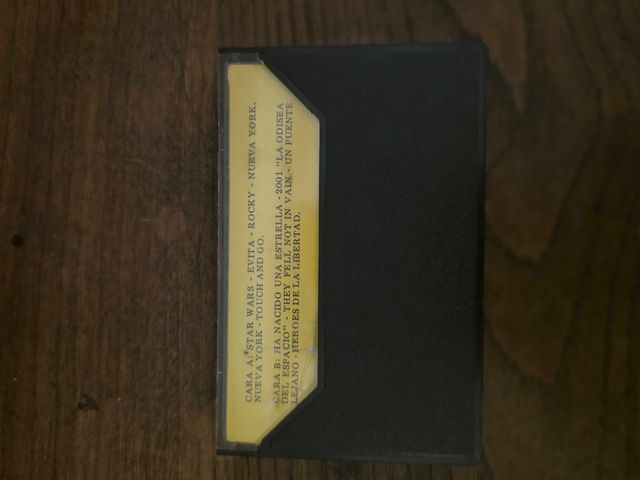 CARA A: STAR WARS - EVITA - ROCKY - NUEVA YORK,
NUEVA YORK - TOUCH AND GO.
CARA B: HA NACIDO UNA ESTRELLA - 2001 "LA ODISEA
DEL ESPACIO" - THEY FELL NOT IN VAIN - UN PUENTE
LEJANO - HEROES DE LA LIBERTAD.